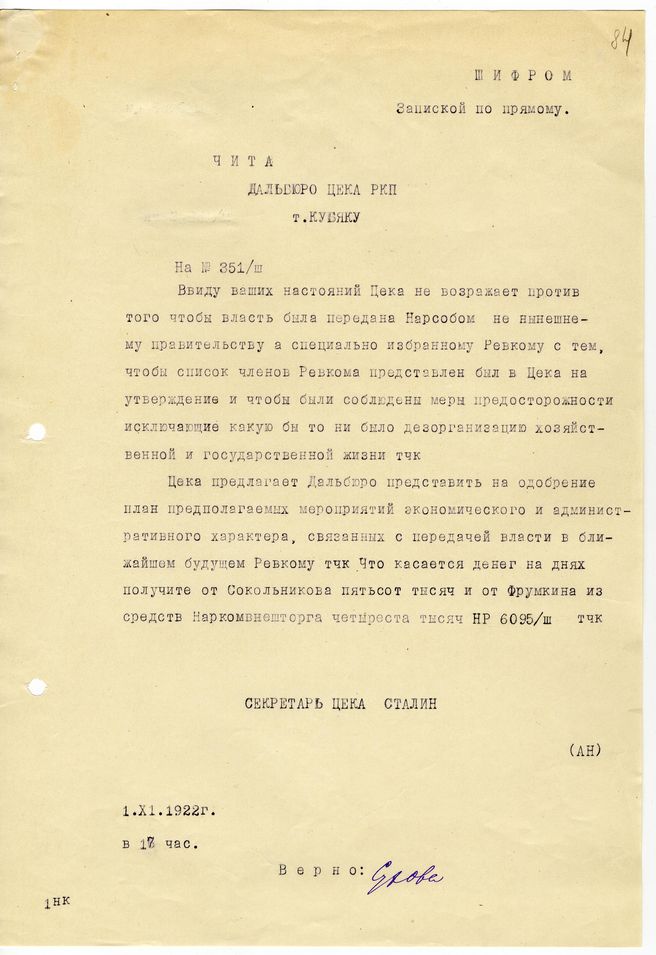 84
ШИФРОМ
Запиской по прямому.
ЧИТА
ДАЛЬБЮРО ЦЕКА РКП
т.КУБЯКУ
На № 351/ш
Ввиду ваших настояний Цека не возражает против
того чтобы власть была передана Нарсобом не нынешне-
му правительству а специально избранному Ревкому с тем,
чтобы список членов Ревкома представлен был в Цека на
утверждение и чтобы были соблюдены меры предосторожности
исключающие какую бы то ни было дезорганизацию хозяйст-
венной и государственной жизни тчк
Цека предлагает Дальбюро представить на одобрение
план предполагаемых мероприятий экономического и админист-
ративного характера, связанных с передачей власти в бли-
жайшем будущем Ревкому тчк Что касается денег на днях
получите от Сокольникова пятьсот тысяч и от Фрумкина из
средств Наркомвнешторга четыреста тысяч НР 6095/ш тчк
СЕКРЕТАРЬ ЦЕКА СТАЛИН
(АН)
1.XI.1922г.
в 17 час.
Верно:
1нк